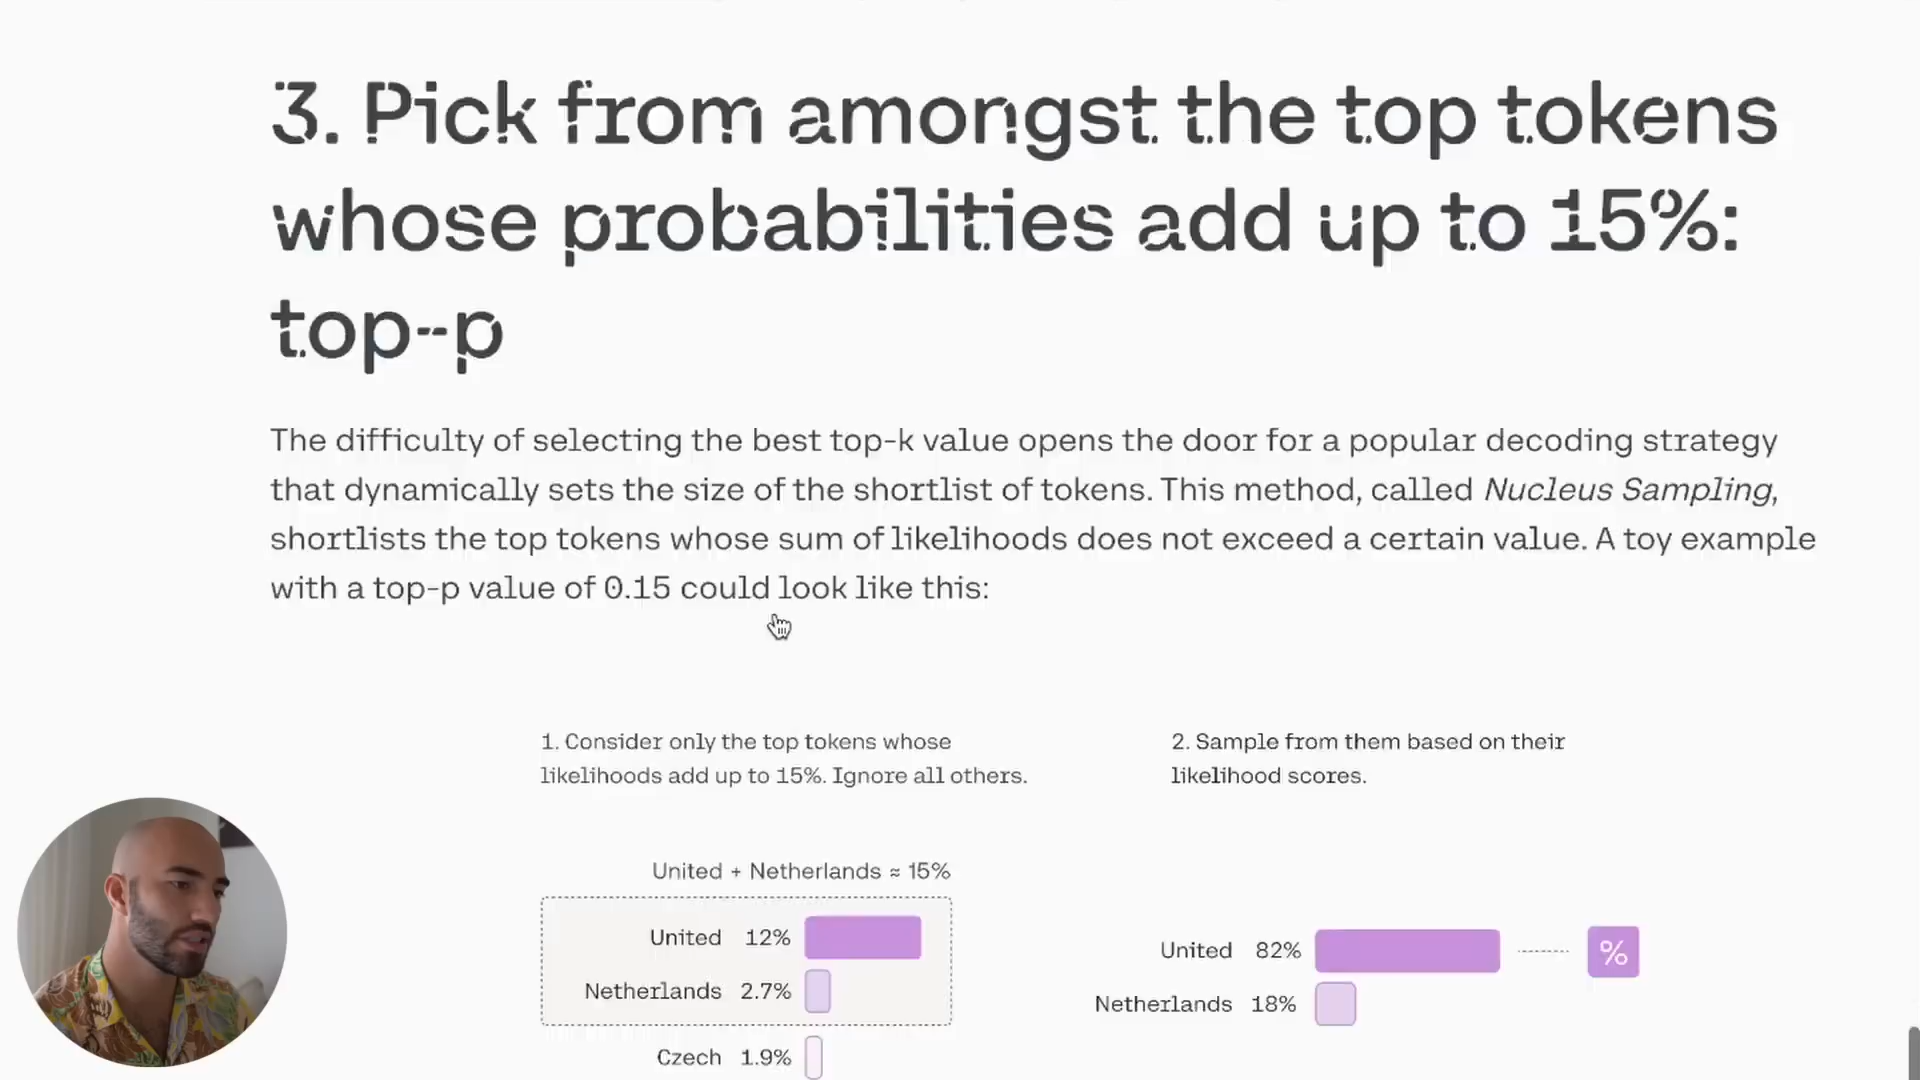 3. Pick from amongst the top tokens
whose probabilities add up to 15%:
top-p
The difficulty of selecting the best top-k value opens the door for a popular decoding strategy
that dynamically sets the size of the shortlist of tokens. This method, called Nucleus Sampling,
shortlists the top tokens whose sum of likelihoods does not exceed a certain value. A toy example
with a top-p value of 0.15 could look like this:
1. Consider only the top tokens whose
likelihoods add up to 15%. Ignore all others.
United + Netherlands ≈ 15%
United 12%
Netherlands 2.7%
Czech 1.9%
2. Sample from them based on their
likelihood scores.
United 82% %
Netherlands 18%